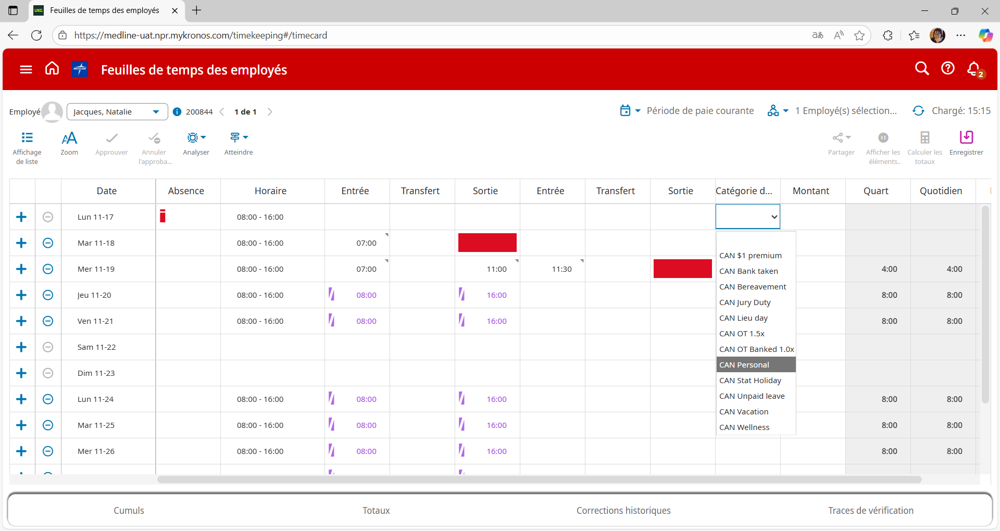 UKG
Feuilles de temps des employés
https://medline-uat.npr.mykronos.com/timekeeping#/timecard
MEDLINE
Feuilles de temps des employés
2
Employé
Jacques, Natalie
200844
1 de 1
Période de paie courante
1 Employé(s) sélection...
Chargé: 15:15
Affichage de liste
Zoom
Approuver
Annuler l'approba...
Analyser
Atteindre
Partager
Afficher les éléments..
Calculer les totaux
Enregistrer
Date Absence Horaire Entrée Transfert Sortie Entrée Transfert Sortie Catégorie d... Montant Quart Quotidien
Lun 11-17 08:00 - 16:00
Mar 11-18 08:00 - 16:00 07:00
Mer 11-19 08:00 - 16:00 07:00 11:00 11:30 4:00 4:00
Jeu 11-20 08:00 - 16:00 08:00 16:00 8:00 8:00
Ven 11-21 08:00 - 16:00 08:00 16:00 8:00 8:00
Sam 11-22
Dim 11-23
Lun 11-24 08:00 - 16:00 08:00 16:00 8:00 8:00
Mar 11-25 08:00 - 16:00 08:00 16:00 8:00 8:00
Mer 11-26 08:00 - 16:00 08:00 16:00 8:00 8:00
CAN $1 premium
CAN Bank taken
CAN Bereavement
CAN Jury Duty
CAN Lieu day
CAN OT 1.5x
CAN OT Banked 1.0x
CAN Personal
CAN Stat Holiday
CAN Unpaid leave
CAN Vacation
CAN Wellness
Cumuls
Totaux
Corrections historiques
Traces de vérification